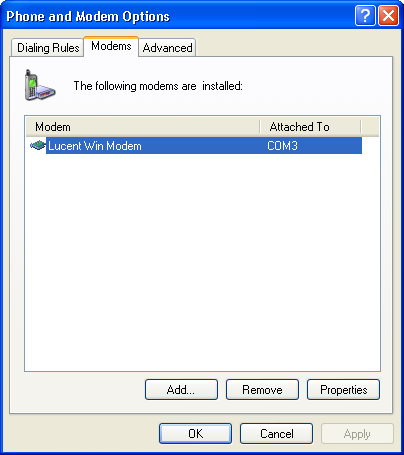 Phone and Modem Options
Dialing Rules Modems Advanced
The following modems are installed:
Modem Attached To
Lucent Win Modem COM3
Add... Remove Properties
OK Cancel Apply